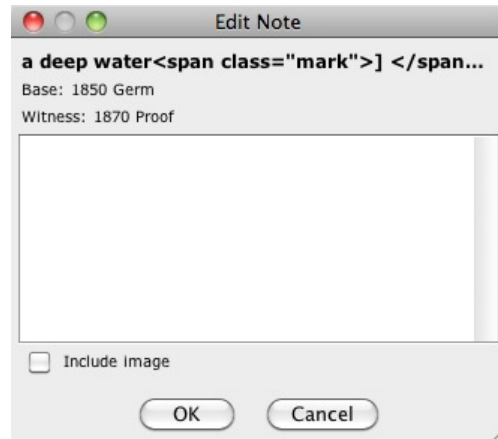 Edit Note
a deep water<span class="mark">] </span...
Base: 1850 Germ
Witness: 1870 Proof
Include image
OK Cancel